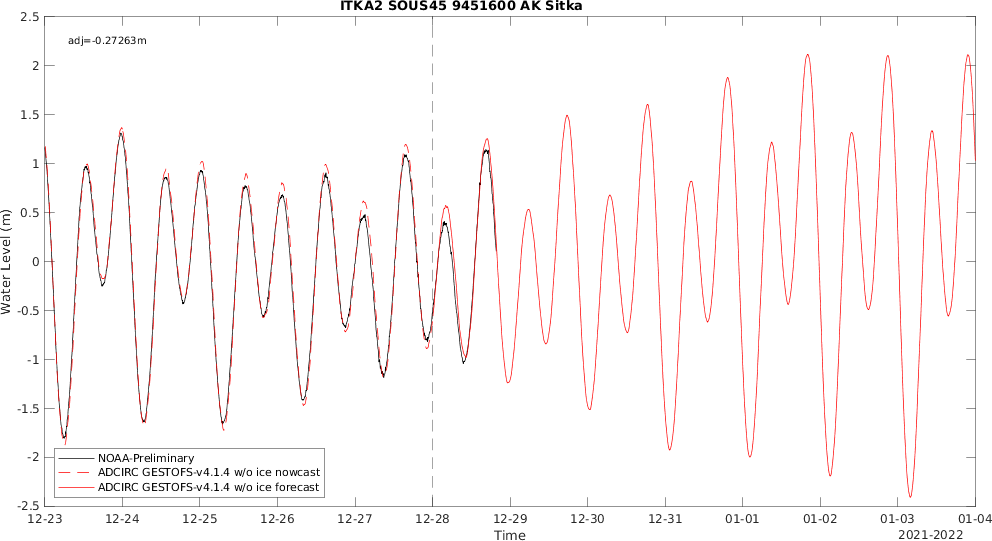 ITKA2 SOUS45 9451600 AK Sitka
adj=-0.27263m
2.5
2
1.5
1
0.5
0
-0.5
-1
-1.5
-2
-2.5
Water Level (m)
NOAA-Preliminary
ADCIRC GESTOFS-v4.1.4 w/o ice nowcast
ADCIRC GESTOFS-v4.1.4 w/o ice forecast
12-23 12-24 12-25 12-26 12-27 12-28 12-29 12-30 12-31 01-01 01-02 01-03 01-04
Time
2021-2022